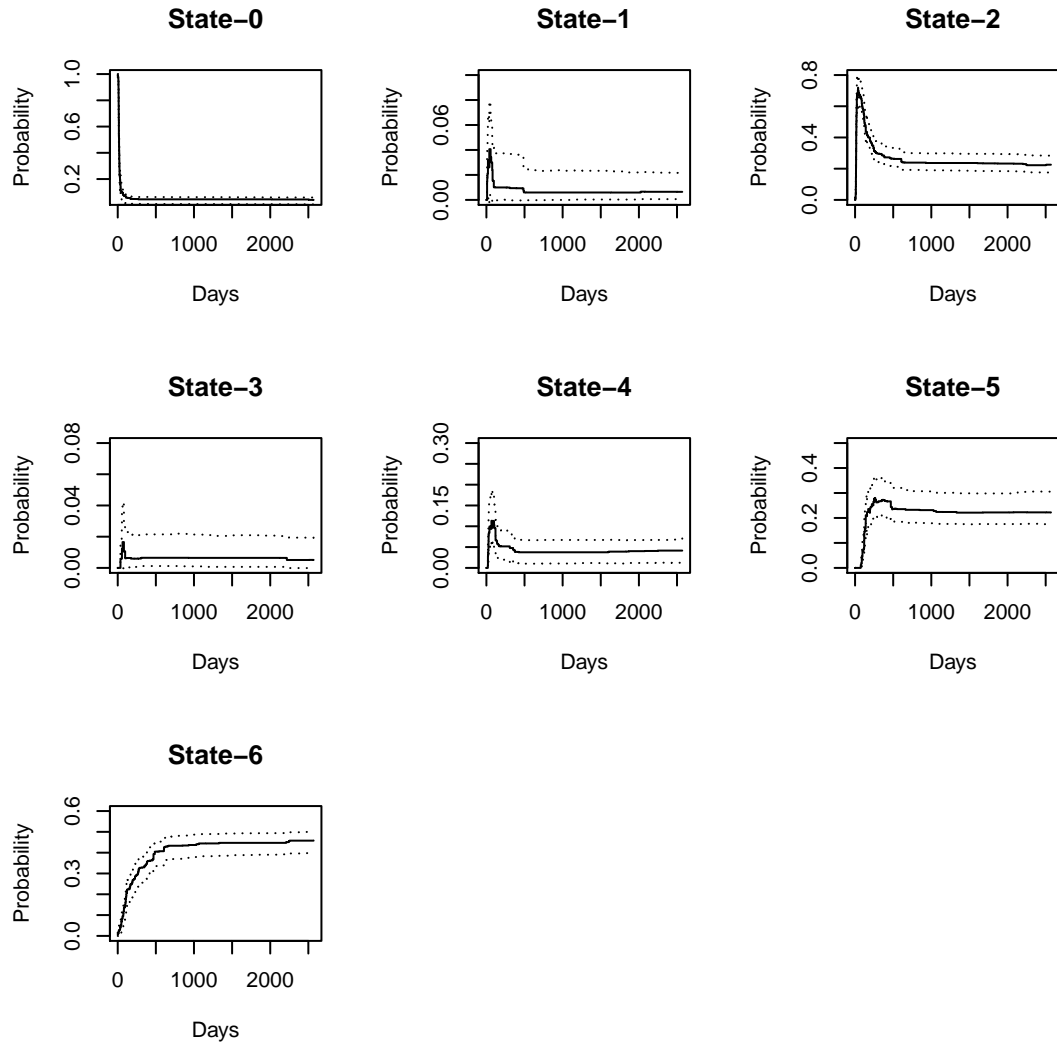 State−0
Probability
0.2 0.6 1.0
0 1000 2000
Days
State−1
Probability
0.00 0.06
0 1000 2000
Days
State−2
Probability
0.0 0.4 0.8
0 1000 2000
Days
State−3
Probability
0.00 0.04 0.08
0 1000 2000
Days
State−4
Probability
0.00 0.15 0.30
0 1000 2000
Days
State−5
Probability
0.0 0.2 0.4
0 1000 2000
Days
State−6
Probability
0.0 0.3 0.6
0 1000 2000
Days